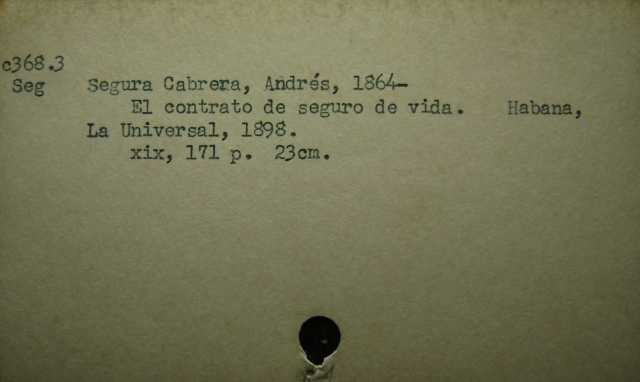 c368.3
Seg Segura Cabrera, Andrés, 1864-
El contrato de seguro de vida. Habana,
La Universal, 1898.
xix, 171 p. 23cm.